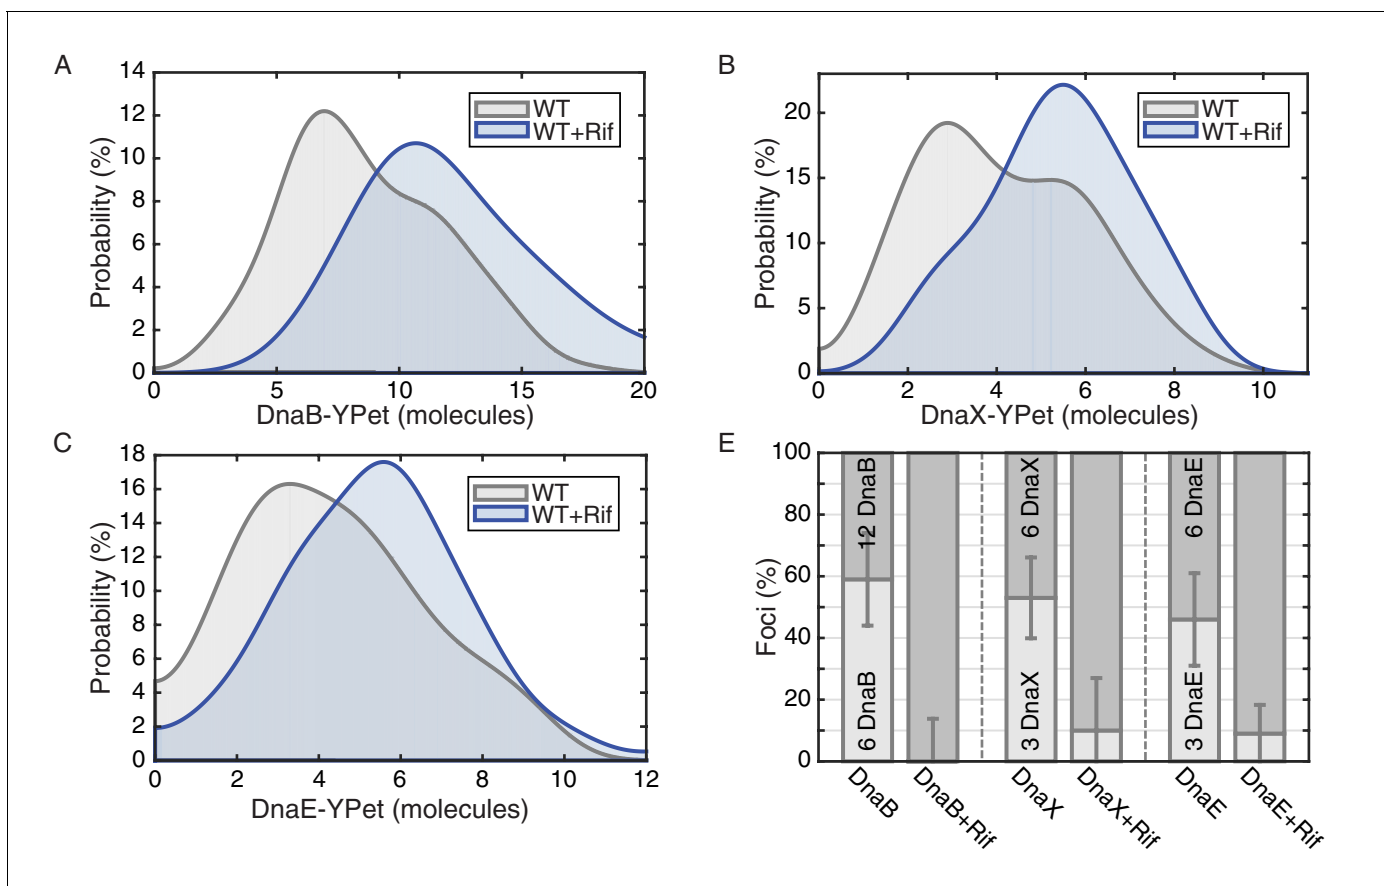 A
14
12
10
8
6
4
2
0
Probability (%)
WT
WT+Rif
0 5 10 15 20
DnaB-YPet (molecules)
B
20
15
10
5
0
Probability (%)
WT
WT+Rif
0 2 4 6 8 10
DnaX-YPet (molecules)
C
18
16
14
12
10
8
6
4
2
0
Probability (%)
WT
WT+Rif
0 2 4 6 8 10 12
DnaE-YPet (molecules)
E
100
80
60
40
20
0
Foci (%)
12 DnaB
6 DnaB
6 DnaX
3 DnaX
6 DnaE
3 DnaE
DnaB
DnaB+Rif
DnaX
DnaX+Rif
DnaE
DnaE+Rif